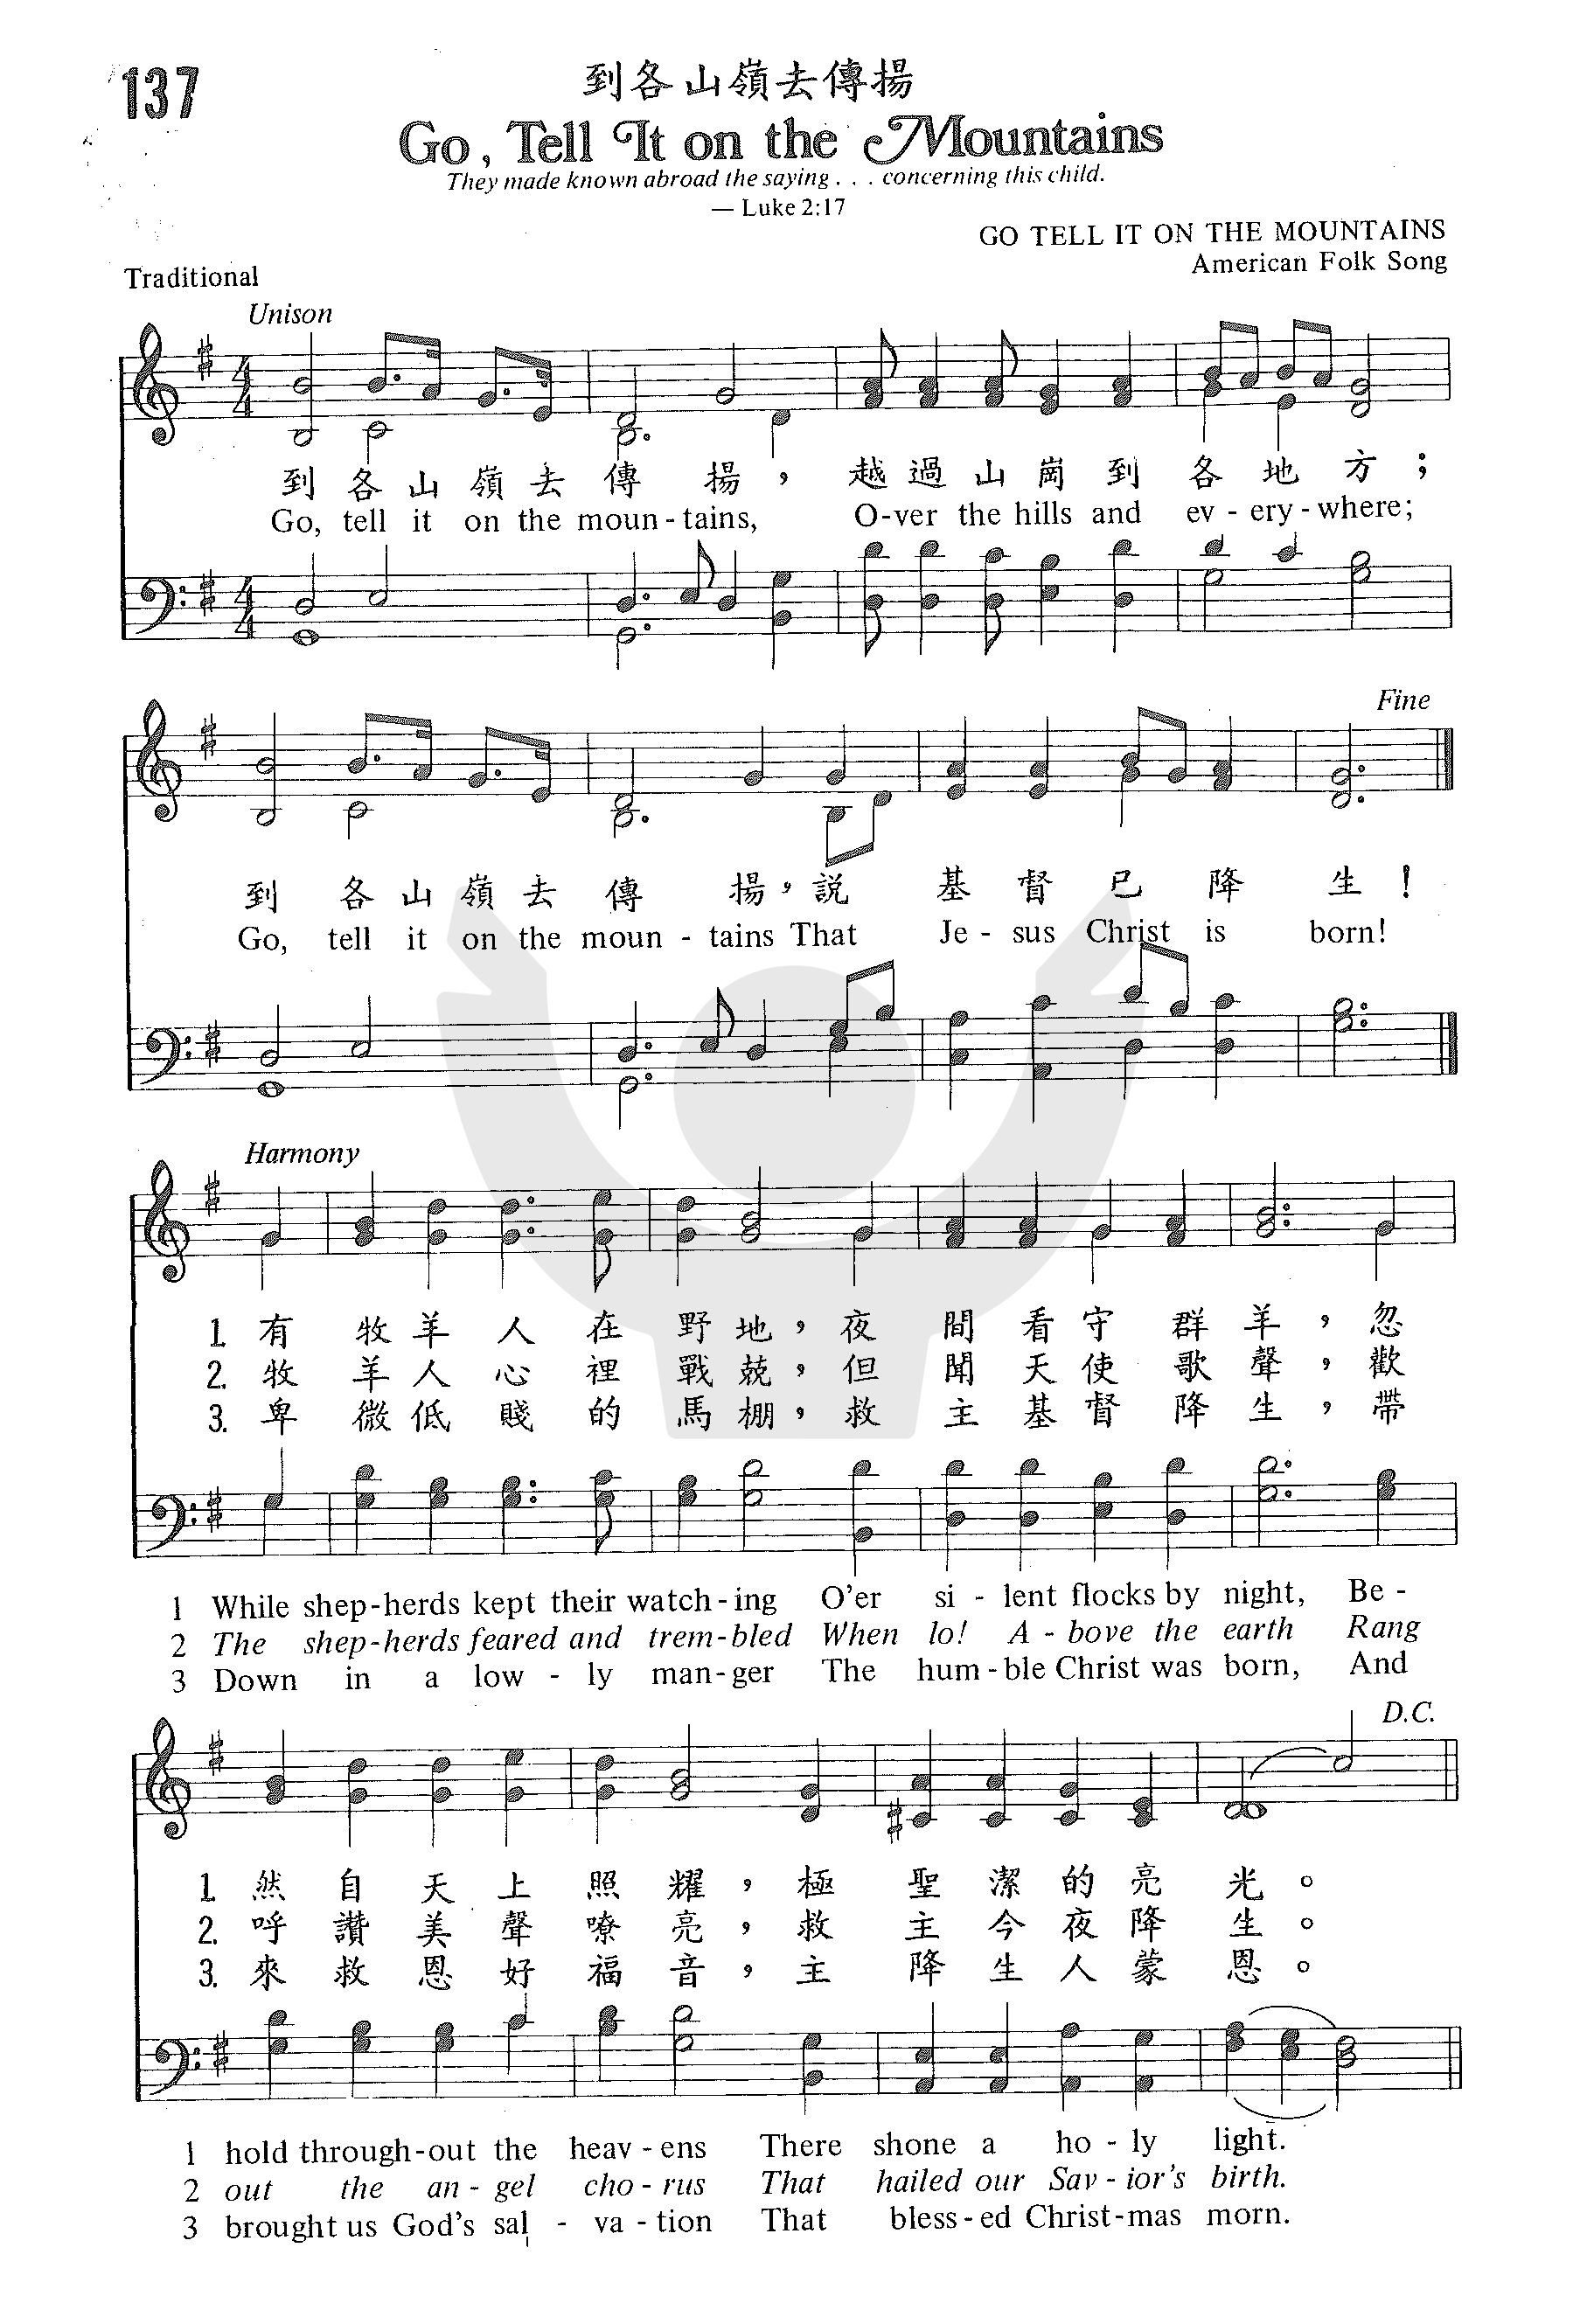 137
到各山嶺去傳揚
Go, Tell It on the Mountains
They made known abroad the saying . . . concerning this child.
— Luke 2:17
GO TELL IT ON THE MOUNTAINS
American Folk Song
Traditional
Unison
到各山嶺去傳揚，越過山崗到各地方；
Go, tell it on the moun-tains, O-ver the hills and ev-ery-where;
Fine
到各山嶺去傳揚，說基督已降生！
Go, tell it on the moun-tains That Je-sus Christ is born!
Harmony
1. 有牧羊人在野地，夜間看守群羊，忽
2. 牧羊人心裡戰兢，但聞天使歌聲，歡
3. 卑微低賤的馬棚，救主基督降生，帶
1 While shep-herds kept their watch-ing O'er si-lent flocks by night, Be-
2 The shep-herds feared and trem-bled When lo! A-bove the earth Rang
3 Down in a low-ly man-ger The hum-ble Christ was born, And
D.C.
1. 然自天上照耀，極聖潔的亮光。
2. 呼讚美聲嘹亮，救主今夜降生。
3. 來救恩好福音，主降生人蒙恩。
1 hold through-out the heav-ens There shone a ho-ly light.
2 out the an-gel cho-rus That hailed our Sav-ior's birth.
3 brought us God's sal-va-tion That bless-ed Christ-mas morn.